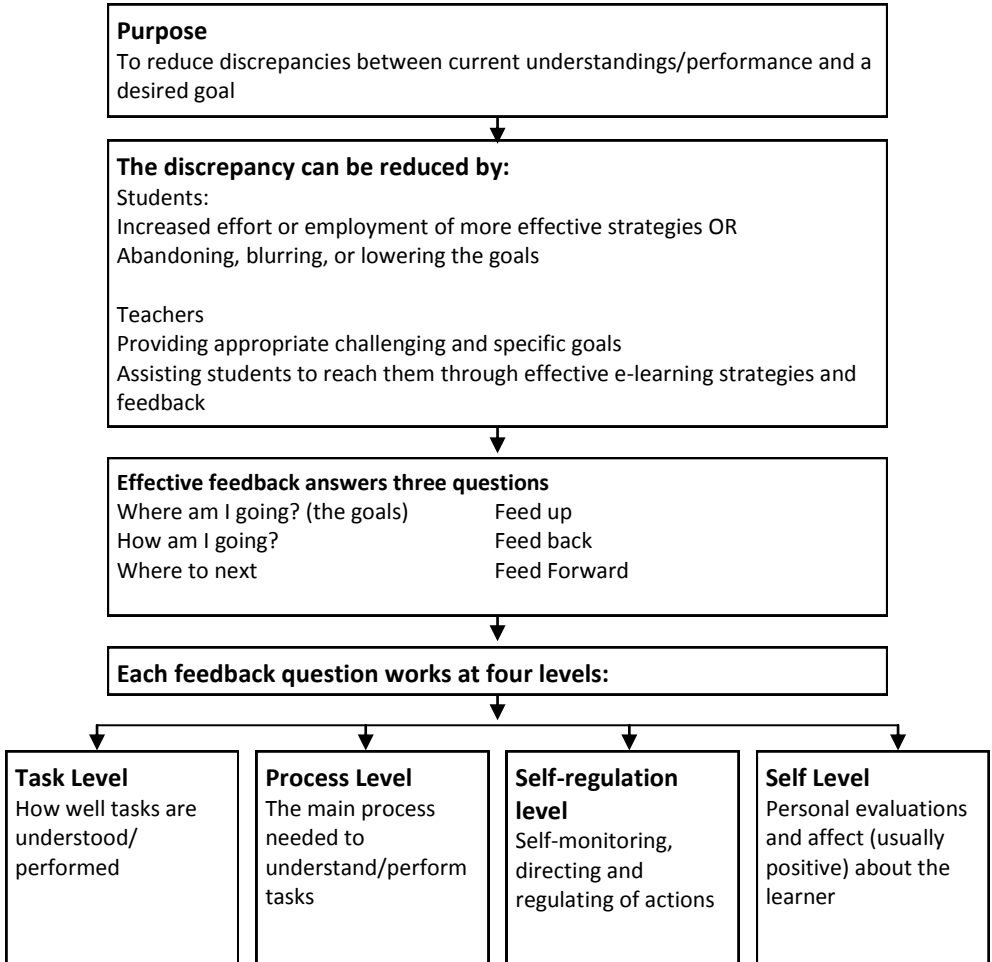 Purpose
To reduce discrepancies between current understandings/performance and a
desired goal
The discrepancy can be reduced by:
Students:
Increased effort or employment of more effective strategies OR
Abandoning, blurring, or lowering the goals
Teachers
Providing appropriate challenging and specific goals
Assisting students to reach them through effective e-learning strategies and
feedback
Effective feedback answers three questions
Where am I going? (the goals) Feed up
How am I going? Feed back
Where to next Feed Forward
Each feedback question works at four levels:
Task Level
How well tasks are
understood/
performed
Process Level
The main process
needed to
understand/perform
tasks
Self-regulation
level
Self-monitoring,
directing and
regulating of actions
Self Level
Personal evaluations
and affect (usually
positive) about the
learner